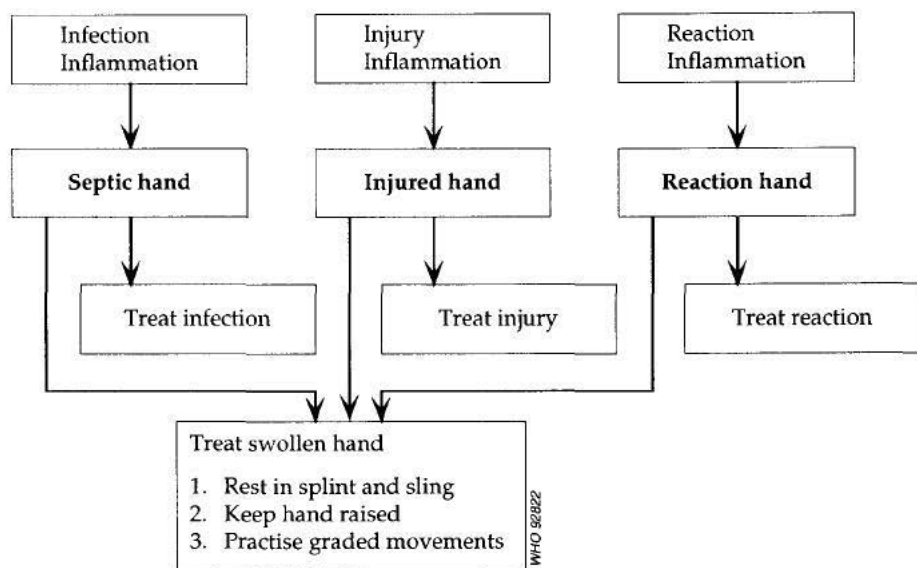 Infection
Inflammation
Injury
Inflammation
Reaction
Inflammation
Septic hand
Injured hand
Reaction hand
Treat infection
Treat injury
Treat reaction
Treat swollen hand
1. Rest in splint and sling
2. Keep hand raised
3. Practise graded movements
WHO 92822